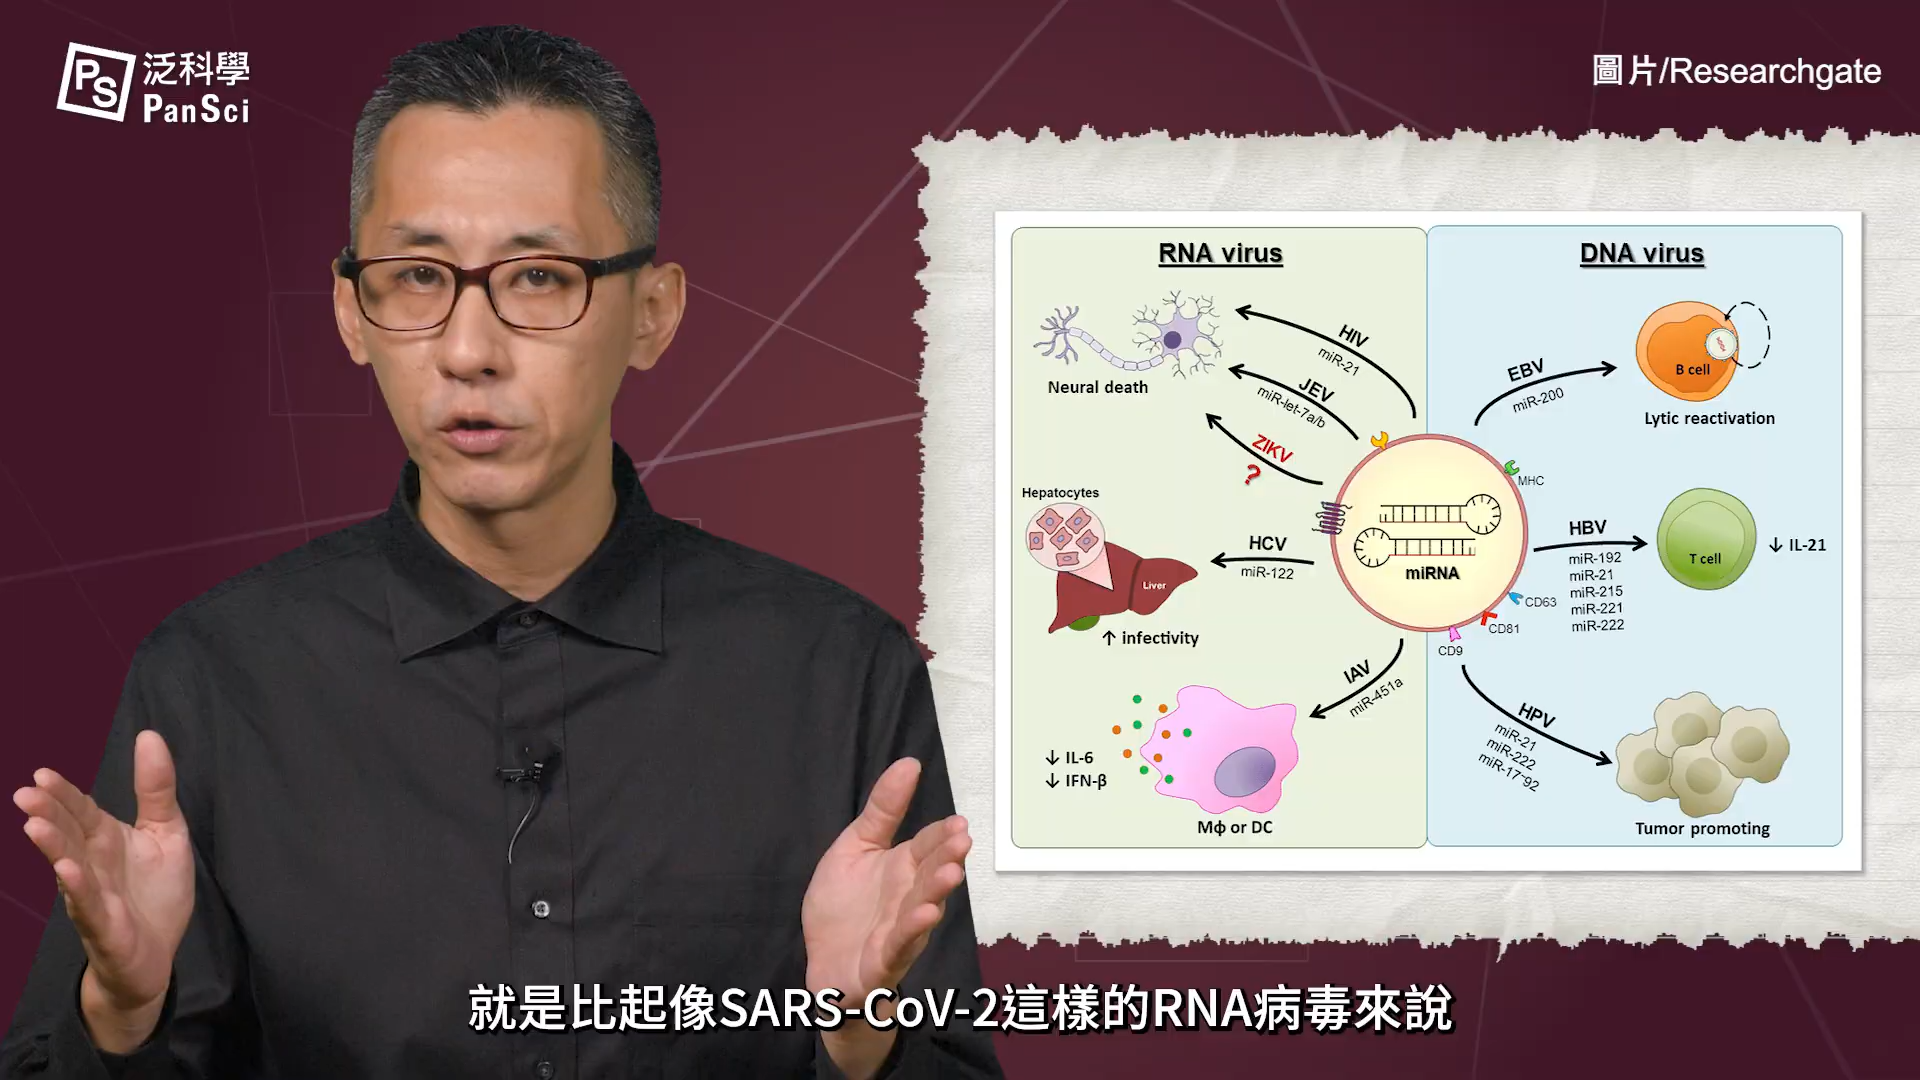 PS 泛科學
PanSci
圖片/Researchgate
RNA virus
DNA virus
Neural death
HIV
miR-21
JEV
miR-let-7a/b
ZIKV
?
Hepatocytes
Liver
↑ infectivity
HCV
miR-122
IAV
miR-451a
↓ IL-6
↓ IFN-β
Mϕ or DC
miRNA
MHC
CD63
CD81
CD9
EBV
miR-200
B cell
Lytic reactivation
HBV
miR-192
miR-21
miR-215
miR-221
miR-222
T cell
↓ IL-21
HPV
miR-21
miR-222
miR-17~92
Tumor promoting
就是比起像SARS-CoV-2這樣的RNA病毒來說